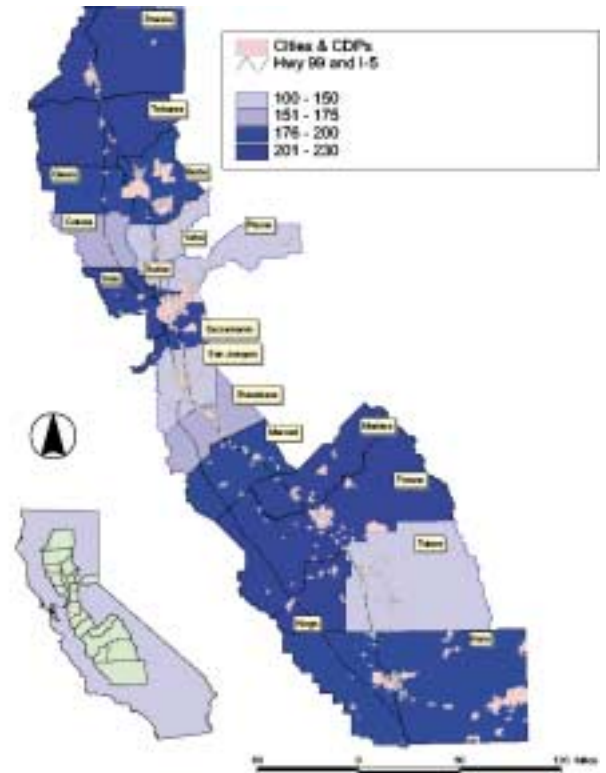 Cities & CDPs
Hwy 99 and I-5
100 - 150
151 - 175
176 - 200
201 - 230
Shasta
Tehama
Glenn
Butte
Colusa
Yuba
Placer
Sutter
Yolo
Sacramento
San Joaquin
Stanislaus
Merced
Madera
Fresno
Tulare
Kings
Kern
0